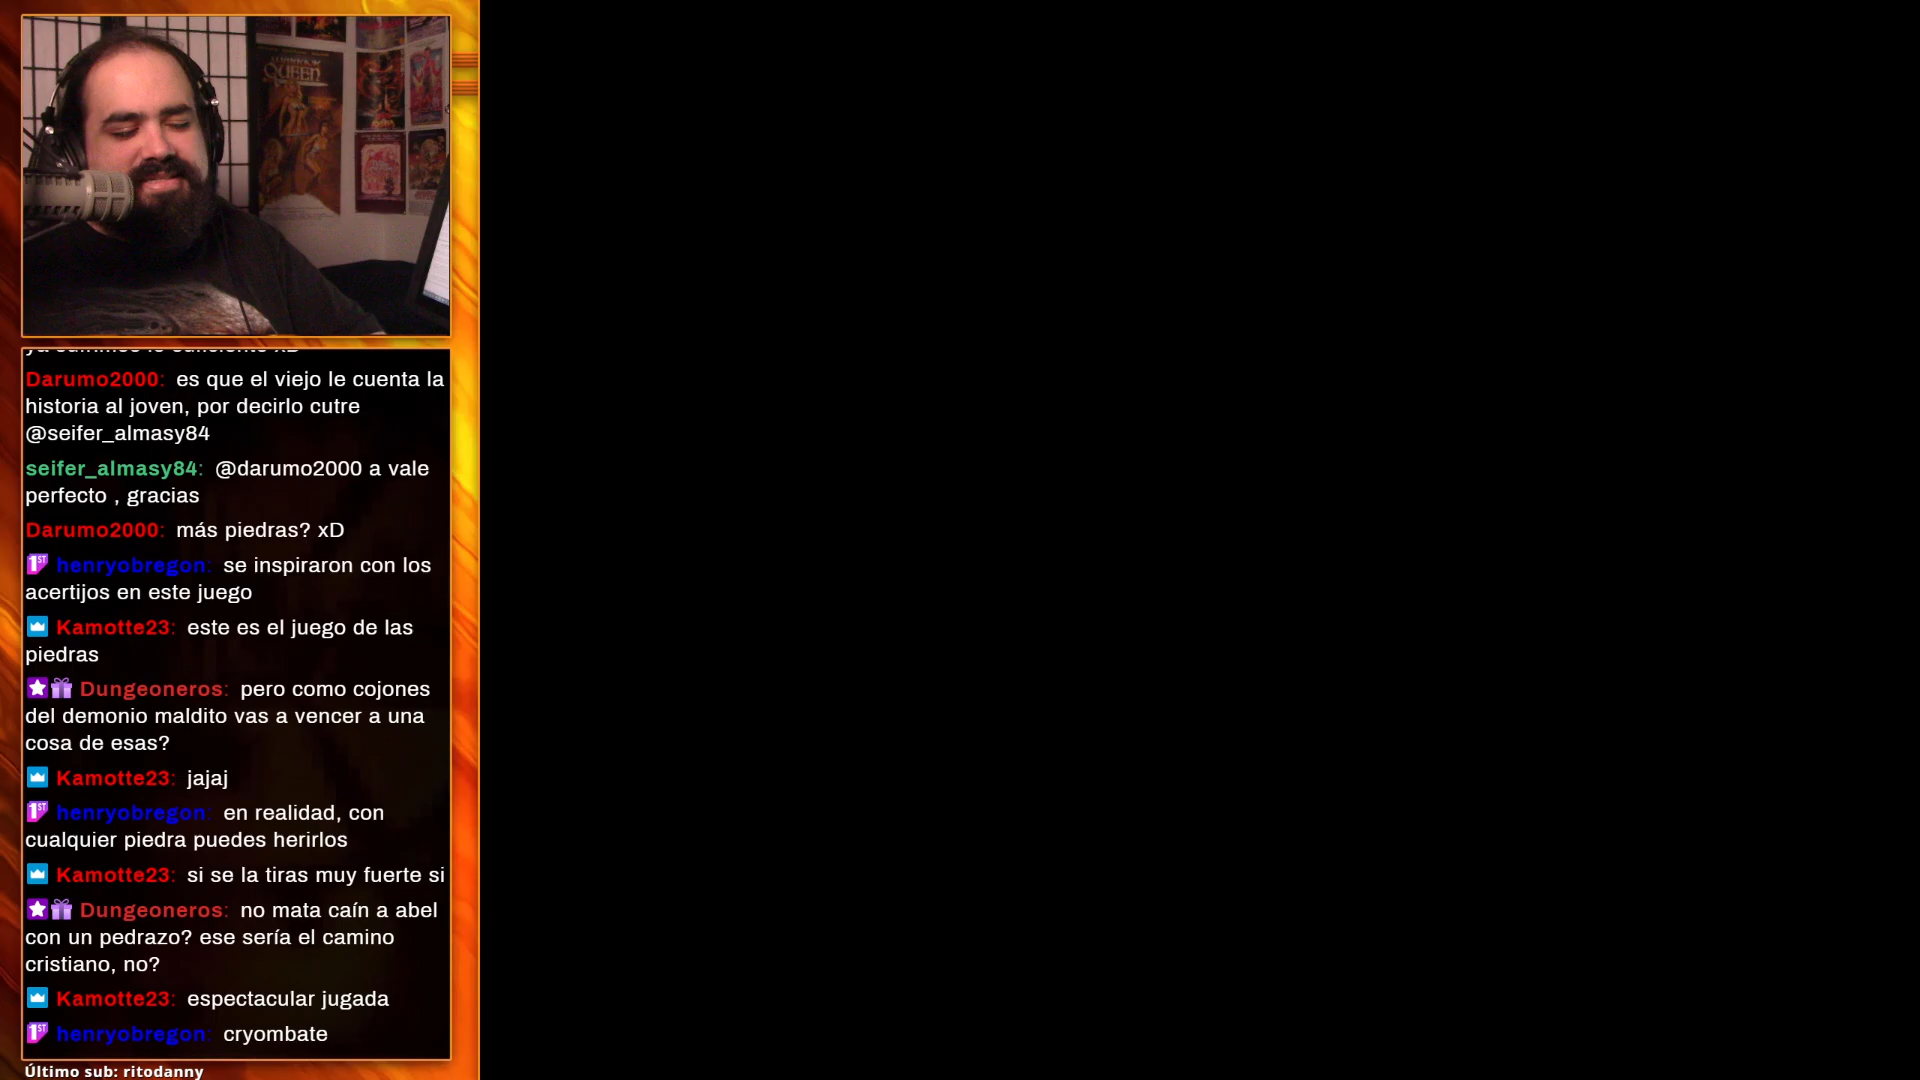 QUEEN
Darumo2000: es que el viejo le cuenta la
historia al joven, por decirlo cutre
@seifer_almasy84
seifer_almasy84: @darumo2000 a vale
perfecto , gracias
Darumo2000: más piedras? xD
1ST henryobregon: se inspiraron con los
acertijos en este juego
Kamotte23: este es el juego de las
piedras
Dungeoneros: pero como cojones
del demonio maldito vas a vencer a una
cosa de esas?
Kamotte23: jajaj
1ST henryobregon: en realidad, con
cualquier piedra puedes herirlos
Kamotte23: si se la tiras muy fuerte si
Dungeoneros: no mata caín a abel
con un pedrazo? ese sería el camino
cristiano, no?
Kamotte23: espectacular jugada
1ST henryobregon: cryombate
Último sub: ritodanny